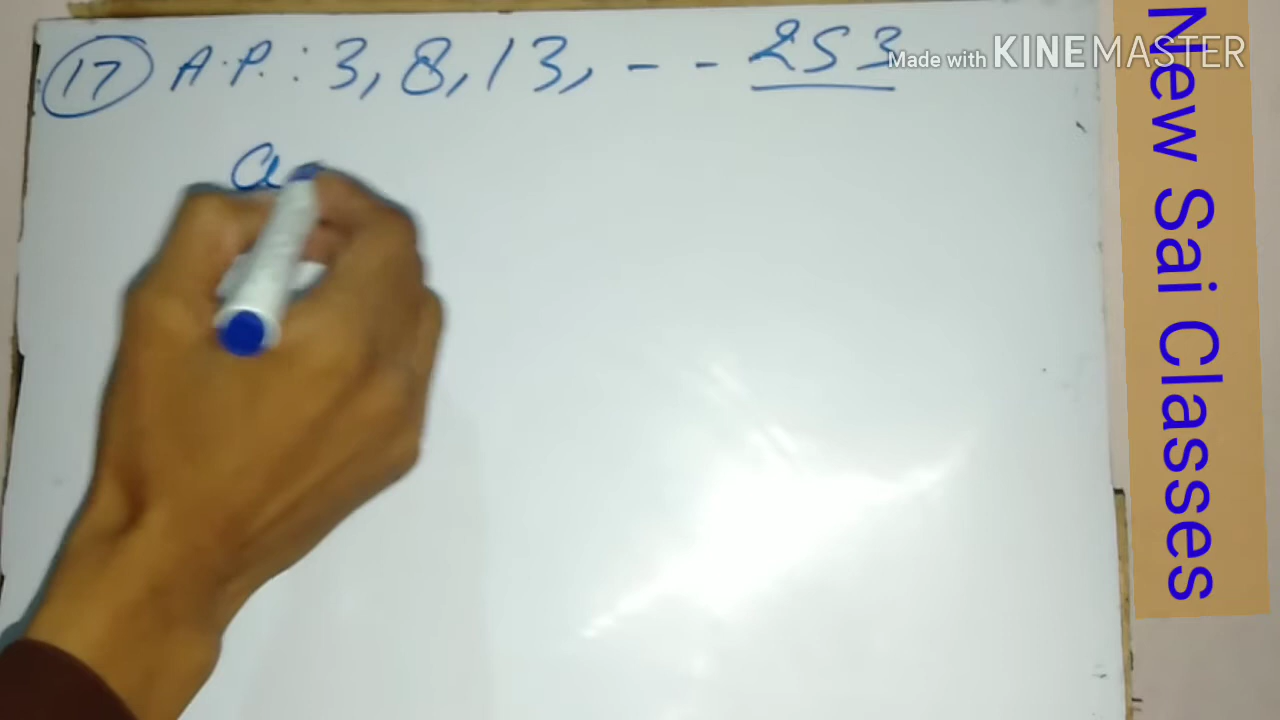 17 A.P. : 3, 8, 13, - - 253
a
Made with KINEMASTER
New Sai Classes